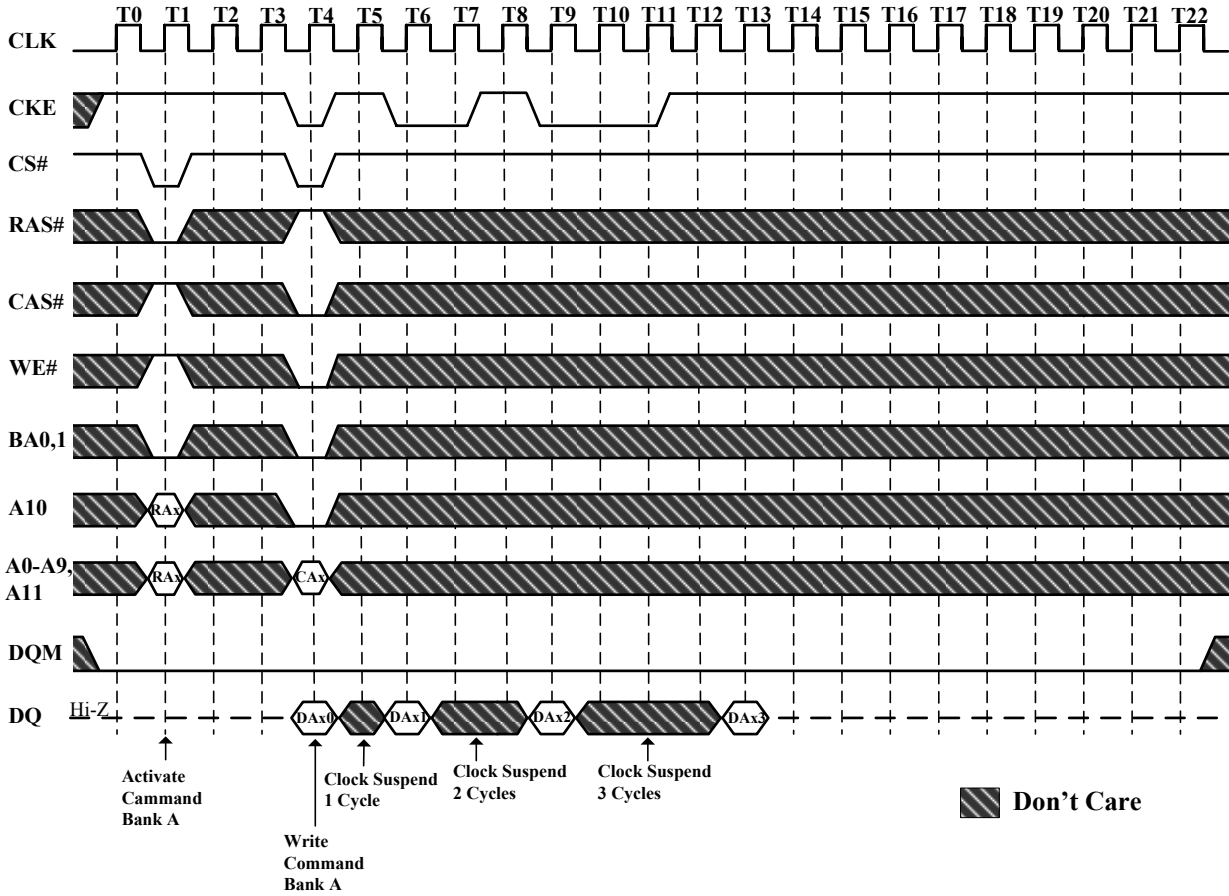 T0 T1 T2 T3 T4 T5 T6 T7 T8 T9 T10 T11 T12 T13 T14 T15 T16 T17 T18 T19 T20 T21 T22
CLK
CKE
CS#
RAS#
CAS#
WE#
BA0,1
A10 RAx
A0-A9,
A11 RAx CAx
DQM
DQ Hi-Z DAx0 DAx1 DAx2 DAx3
Activate
Cammand
Bank A
Write
Command
Bank A
Clock Suspend
1 Cycle
Clock Suspend
2 Cycles
Clock Suspend
3 Cycles
Don't Care